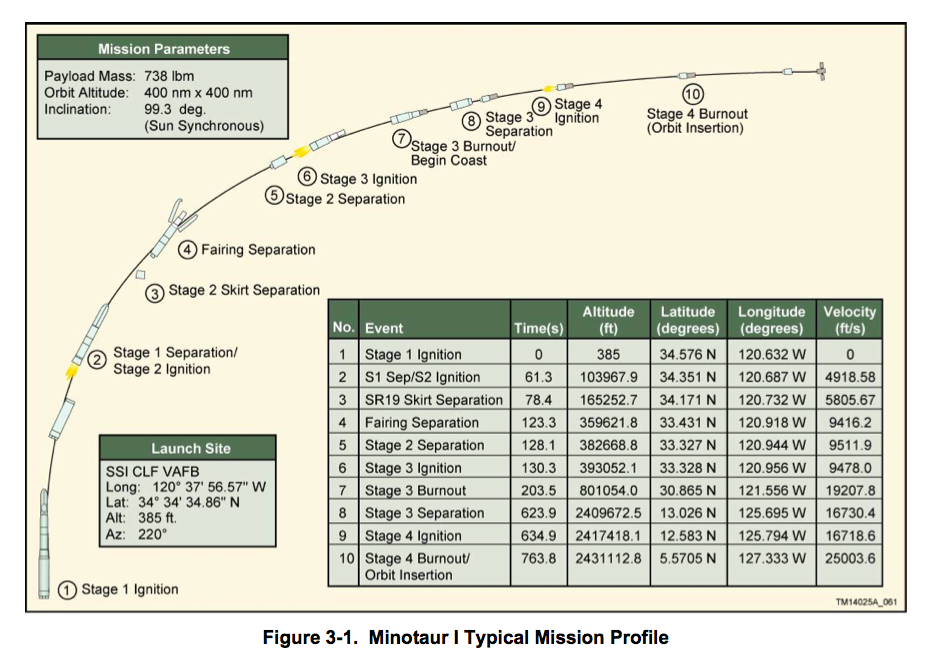 Mission Parameters
Payload Mass: 738 lbm
Orbit Altitude: 400 nm x 400 nm
Inclination: 99.3 deg.
(Sun Synchronous)
10
Stage 4 Burnout
(Orbit Insertion)
9 Stage 4
Ignition
8 Stage 3
Separation
7 Stage 3 Burnout/
Begin Coast
6 Stage 3 Ignition
5 Stage 2 Separation
4 Fairing Separation
3 Stage 2 Skirt Separation
2 Stage 1 Separation/
Stage 2 Ignition
Launch Site
SSI CLF VAFB
Long: 120° 37' 56.57" W
Lat: 34° 34' 34.86" N
Alt: 385 ft.
Az: 220°
1 Stage 1 Ignition
No. Event Time(s) Altitude (ft) Latitude (degrees) Longitude (degrees) Velocity (ft/s)
1 Stage 1 Ignition 0 385 34.576 N 120.632 W 0
2 S1 Sep/S2 Ignition 61.3 103967.9 34.351 N 120.687 W 4918.58
3 SR19 Skirt Separation 78.4 165252.7 34.171 N 120.732 W 5805.67
4 Fairing Separation 123.3 359621.8 33.431 N 120.918 W 9416.2
5 Stage 2 Separation 128.1 382668.8 33.327 N 120.944 W 9511.9
6 Stage 3 Ignition 130.3 393052.1 33.328 N 120.956 W 9478.0
7 Stage 3 Burnout 203.5 801054.0 30.865 N 121.556 W 19207.8
8 Stage 3 Separation 623.9 2409672.5 13.026 N 125.695 W 16730.4
9 Stage 4 Ignition 634.9 2417418.1 12.583 N 125.794 W 16718.6
10 Stage 4 Burnout/ 763.8 2431112.8 5.5705 N 127.333 W 25003.6
Orbit Insertion
TM14025A_061
Figure 3-1. Minotaur I Typical Mission Profile